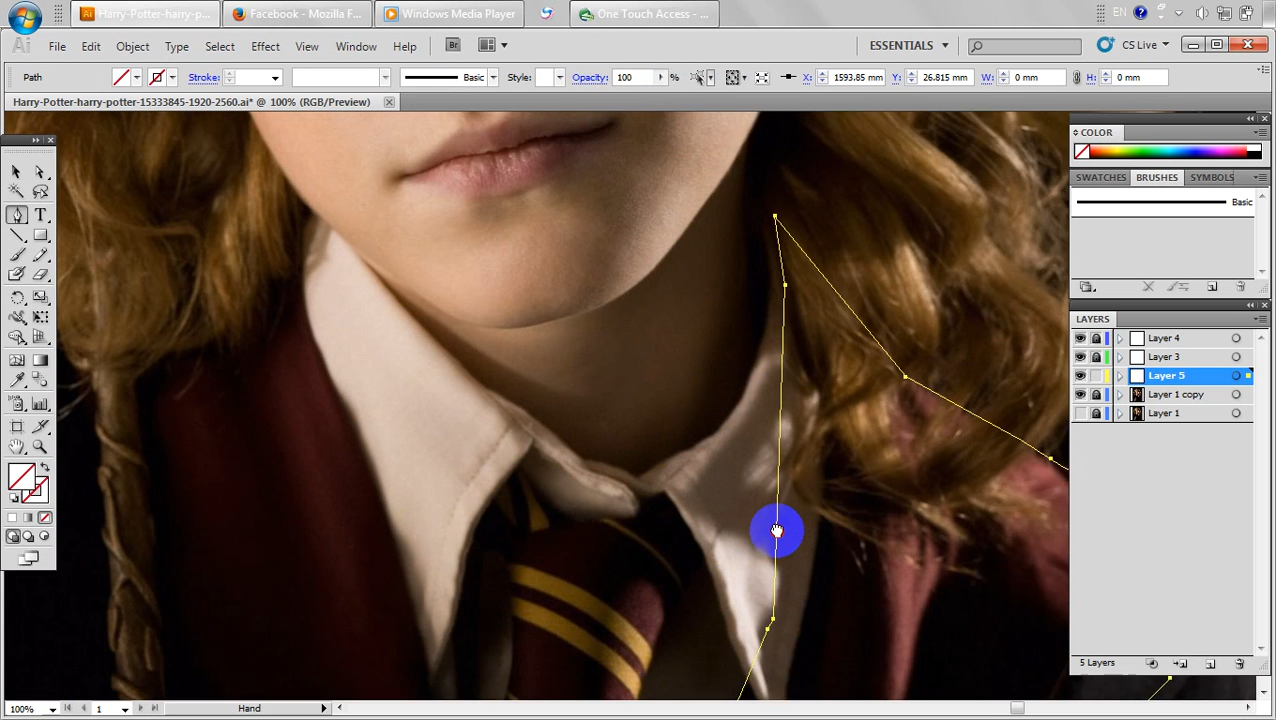 Harry-Potter-harry-p...
Facebook - Mozilla F...
Windows Media Player
One Touch Access - ...
EN
Ai File Edit Object Type Select Effect View Window Help Br ESSENTIALS CS Live
Path Stroke: Basic Style: Opacity: 100 % X: 1593.85 mm Y: 26.815 mm W: 0 mm H: 0 mm
Harry-Potter-harry-potter-15333845-1920-2560.ai* @ 100% (RGB/Preview)
COLOR
SWATCHES BRUSHES SYMBOLS
Basic
LAYERS
Layer 4
Layer 3
Layer 5
Layer 1 copy
Layer 1
5 Layers
100% 1 Hand